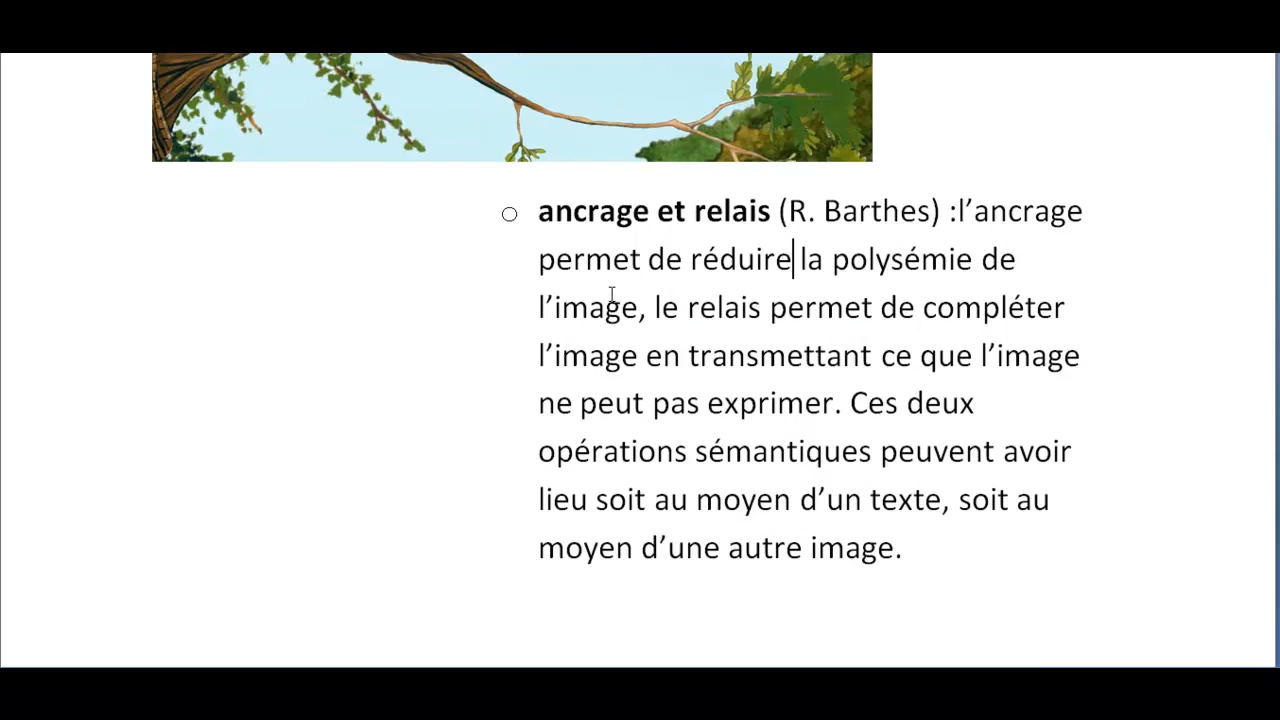 ancrage et relais (R. Barthes) :l’ancrage
permet de réduire la polysémie de
l’image, le relais permet de compléter
l’image en transmettant ce que l’image
ne peut pas exprimer. Ces deux
opérations sémantiques peuvent avoir
lieu soit au moyen d’un texte, soit au
moyen d’une autre image.